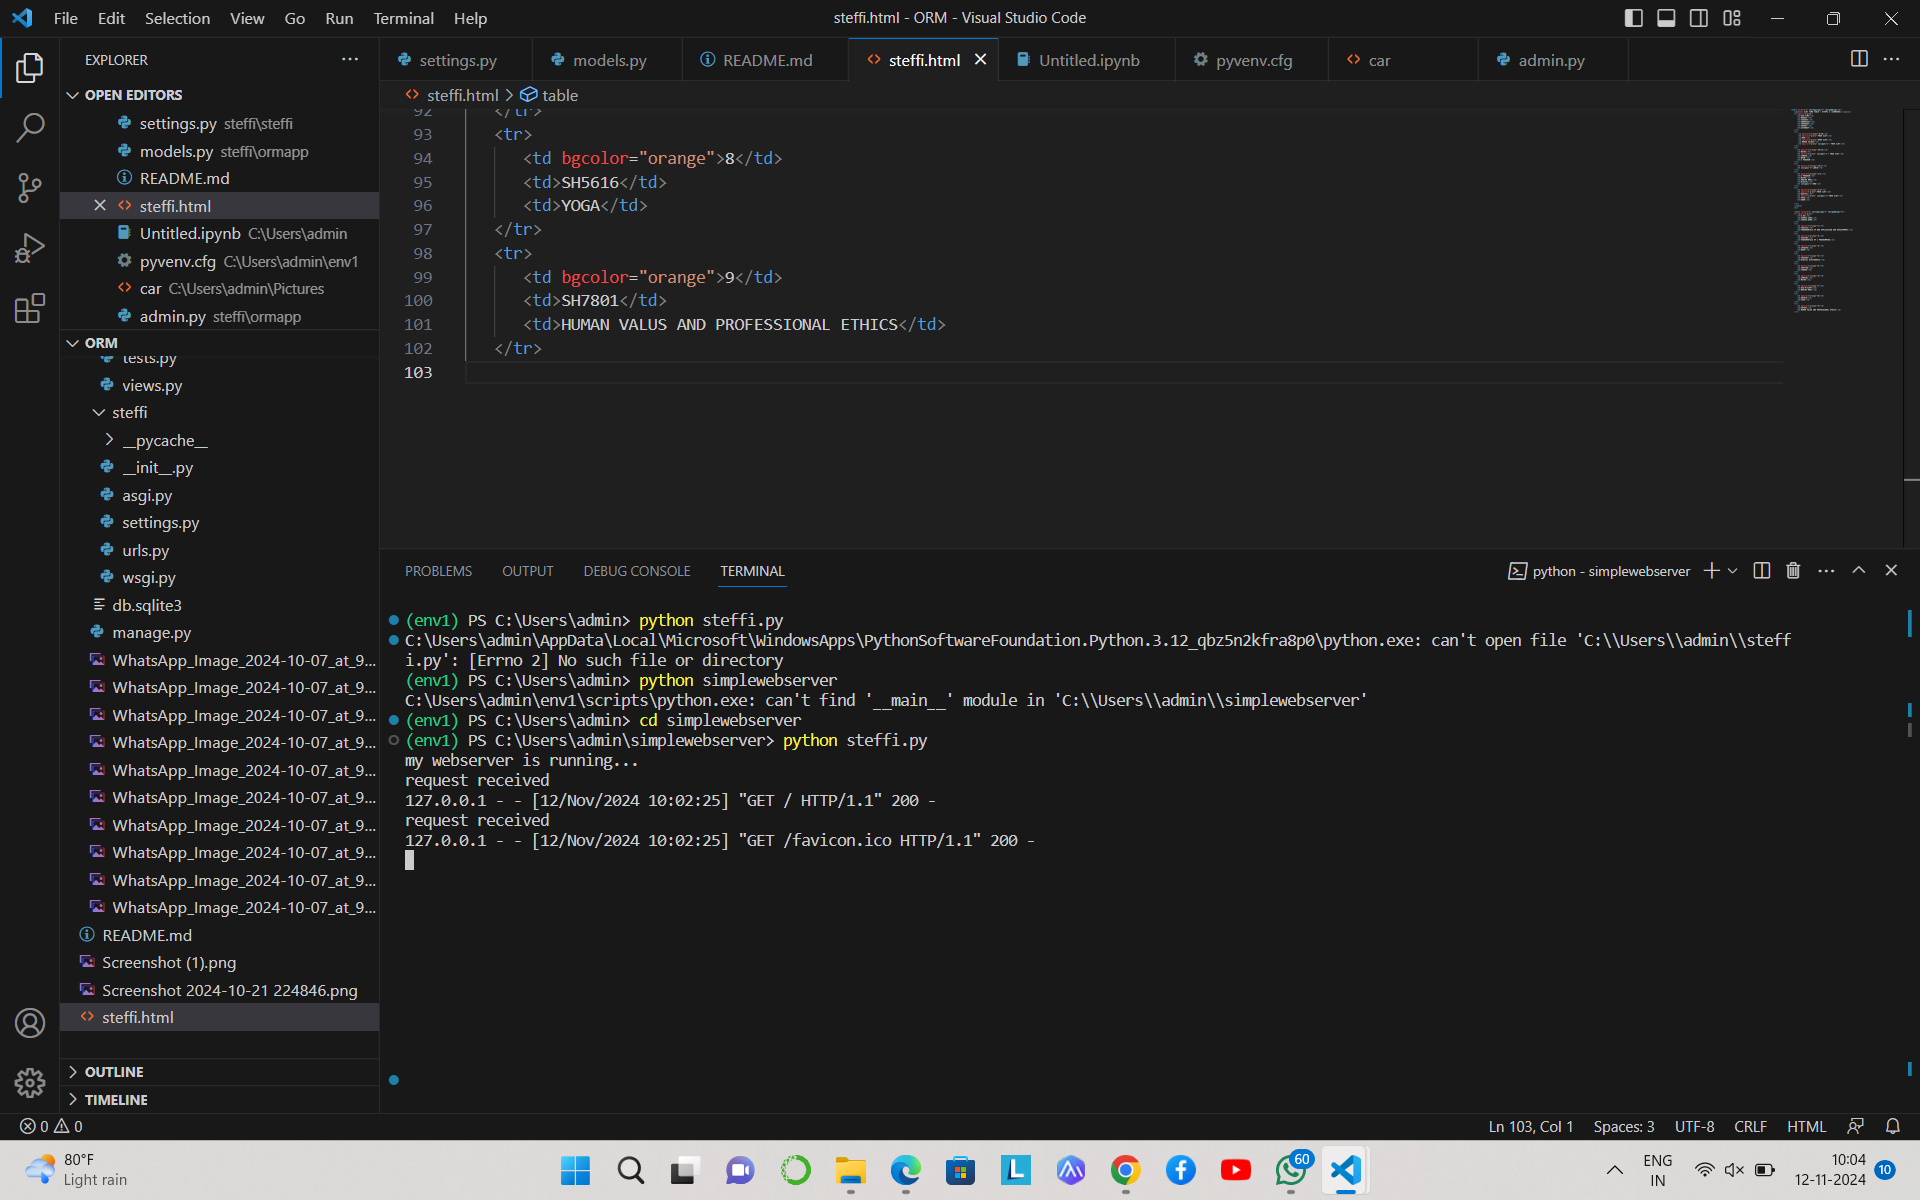 File Edit Selection View Go Run Terminal Help
steffi.html - ORM - Visual Studio Code
EXPLORER
settings.py
models.py
README.md
steffi.html
Untitled.ipynb
pyvenv.cfg
car
admin.py
OPEN EDITORS
settings.py steffi\steffi
models.py steffi\ormapp
README.md
steffi.html
Untitled.ipynb C:\Users\admin
pyvenv.cfg C:\Users\admin\env1
car C:\Users\admin\Pictures
admin.py steffi\ormapp
ORM
tests.py
views.py
steffi
__pycache__
__init__.py
asgi.py
settings.py
urls.py
wsgi.py
db.sqlite3
manage.py
WhatsApp_Image_2024-10-07_at_9...
WhatsApp_Image_2024-10-07_at_9...
WhatsApp_Image_2024-10-07_at_9...
WhatsApp_Image_2024-10-07_at_9...
WhatsApp_Image_2024-10-07_at_9...
WhatsApp_Image_2024-10-07_at_9...
WhatsApp_Image_2024-10-07_at_9...
WhatsApp_Image_2024-10-07_at_9...
WhatsApp_Image_2024-10-07_at_9...
WhatsApp_Image_2024-10-07_at_9...
README.md
Screenshot (1).png
Screenshot 2024-10-21 224846.png
steffi.html
OUTLINE
TIMELINE
steffi.html > table
92 </tr>
93 <tr>
94 <td bgcolor="orange">8</td>
95 <td>SH5616</td>
96 <td>YOGA</td>
97 </tr>
98 <tr>
99 <td bgcolor="orange">9</td>
100 <td>SH7801</td>
101 <td>HUMAN VALUS AND PROFESSIONAL ETHICS</td>
102 </tr>
103
PROBLEMS OUTPUT DEBUG CONSOLE TERMINAL
python - simplewebserver
(env1) PS C:\Users\admin> python steffi.py
C:\Users\admin\AppData\Local\Microsoft\WindowsApps\PythonSoftwareFoundation.Python.3.12_qbz5n2kfra8p0\python.exe: can't open file 'C:\\Users\\admin\\steff
i.py': [Errno 2] No such file or directory
(env1) PS C:\Users\admin> python simplewebserver
C:\Users\admin\env1\scripts\python.exe: can't find '__main__' module in 'C:\\Users\\admin\\simplewebserver'
(env1) PS C:\Users\admin> cd simplewebserver
(env1) PS C:\Users\admin\simplewebserver> python steffi.py
my webserver is running...
request received
127.0.0.1 - - [12/Nov/2024 10:02:25] "GET / HTTP/1.1" 200 -
request received
127.0.0.1 - - [12/Nov/2024 10:02:25] "GET /favicon.ico HTTP/1.1" 200 -
0 0
Ln 103, Col 1 Spaces: 3 UTF-8 CRLF HTML
80°F
Light rain
L
60
ENG
IN
10:04
12-11-2024
10